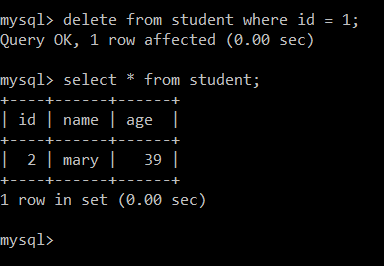 mysql> delete from student where id = 1;
Query OK, 1 row affected (0.00 sec)
mysql> select * from student;
+----+------+------+
| id | name | age  |
+----+------+------+
|  2 | mary |   39 |
+----+------+------+
1 row in set (0.00 sec)
mysql>